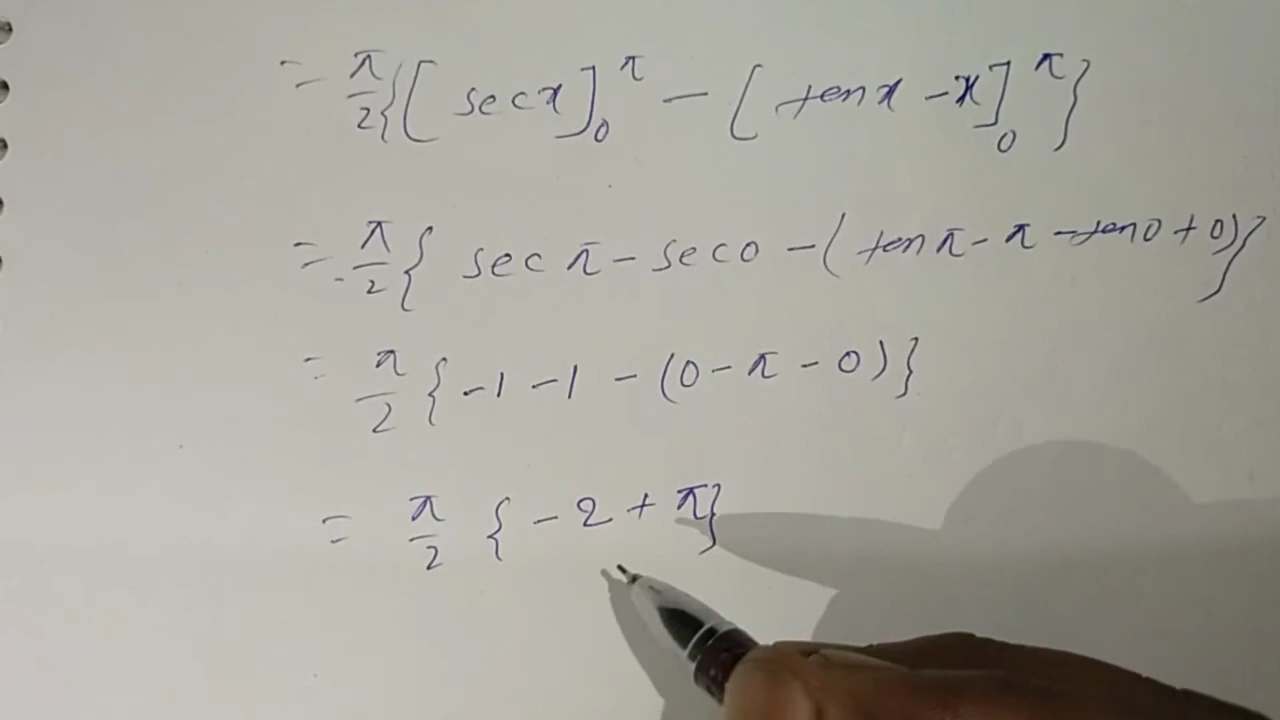 = π/2 { [ sec x ]₀^π − [ tan x − x ]₀^π }
= π/2 { sec π − sec 0 − ( tan π − π − tan 0 + 0 ) }
= π/2 { −1 − 1 − ( 0 − π − 0 ) }
= π/2 { −2 + π }